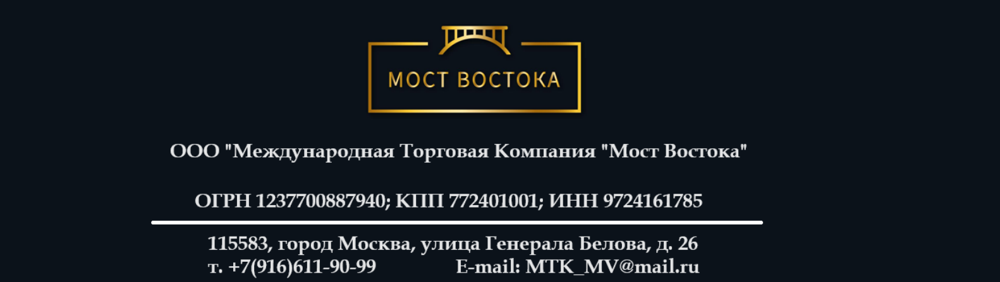 МОСТ ВОСТОКА
ООО "Международная Торговая Компания "Мост Востока"
ОГРН 1237700887940; КПП 772401001; ИНН 9724161785
115583, город Москва, улица Генерала Белова, д. 26
т. +7(916)611-90-99 E-mail: MTK_MV@mail.ru